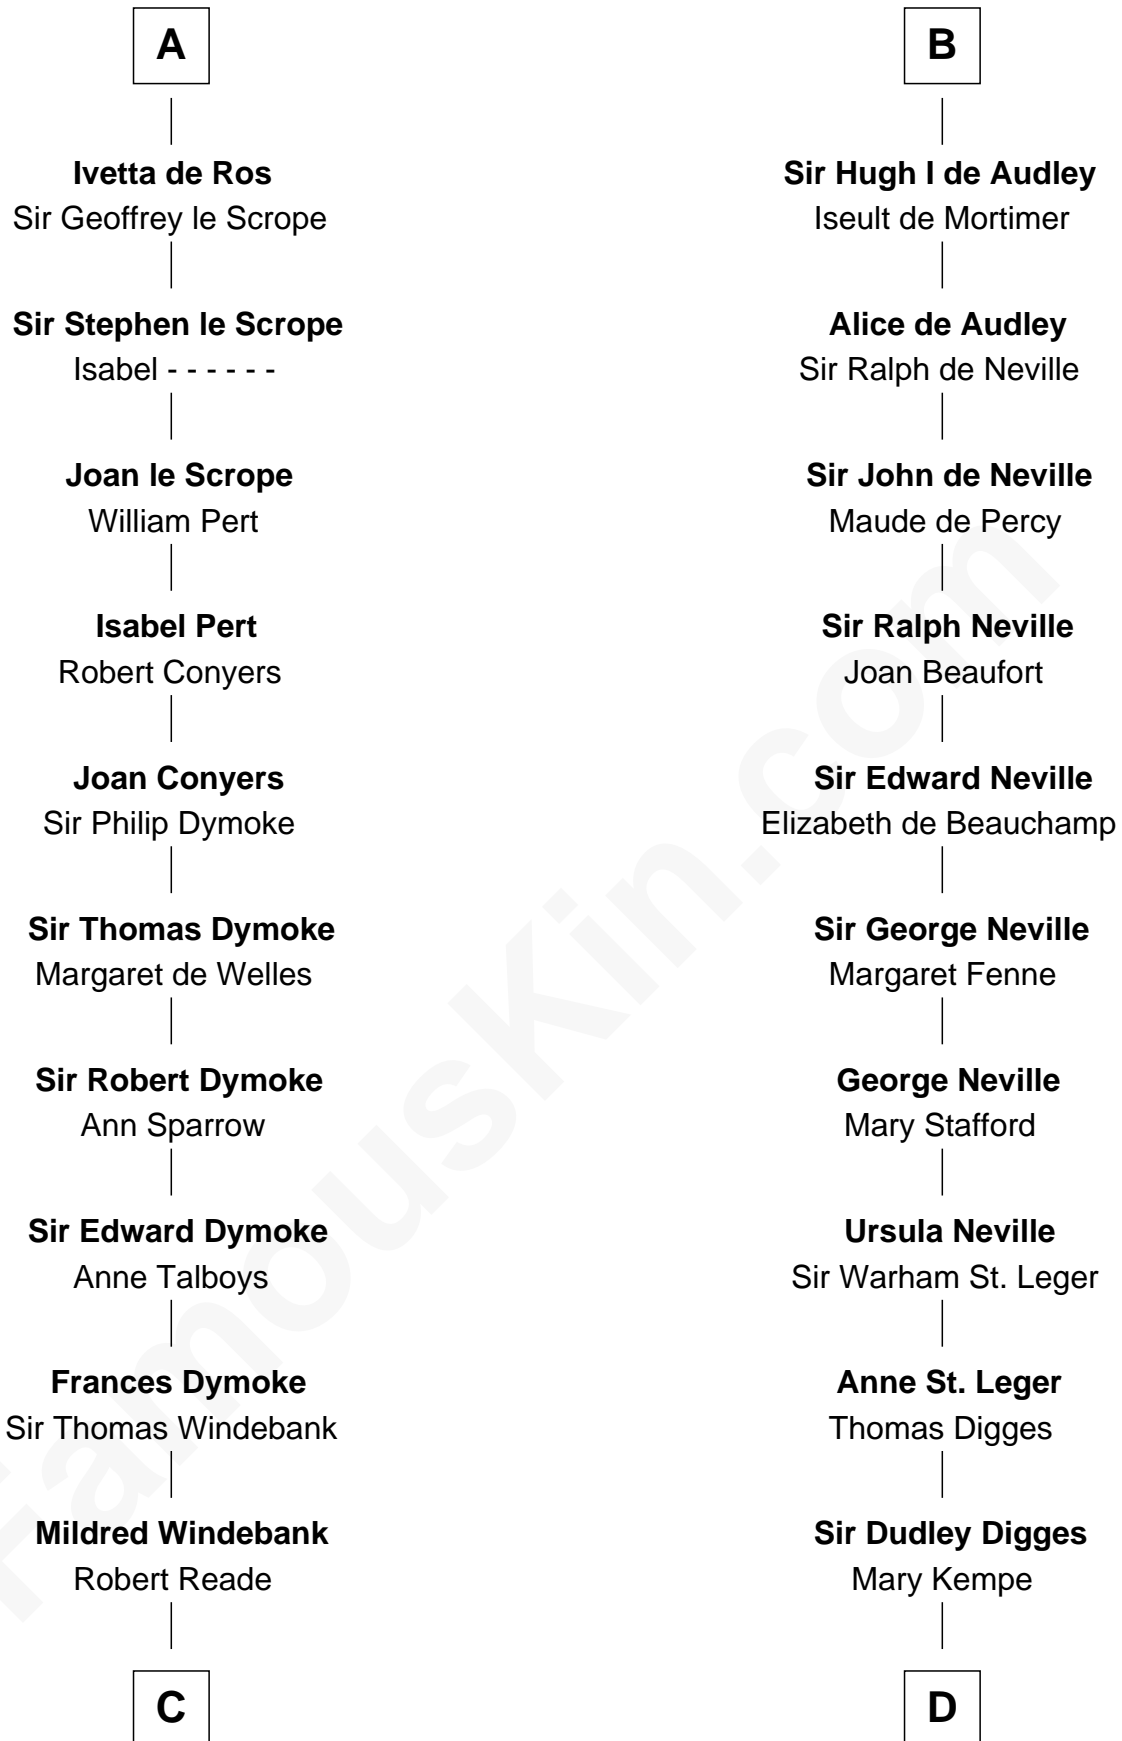 A
Ivetta de Ros
Sir Geoffrey le Scrope
Sir Stephen le Scrope
Isabel - - - - - -
Joan le Scrope
William Pert
Isabel Pert
Robert Conyers
Joan Conyers
Sir Philip Dymoke
Sir Thomas Dymoke
Margaret de Welles
Sir Robert Dymoke
Ann Sparrow
Sir Edward Dymoke
Anne Talboys
Frances Dymoke
Sir Thomas Windebank
Mildred Windebank
Robert Reade
C
B
Sir Hugh I de Audley
Iseult de Mortimer
Alice de Audley
Sir Ralph de Neville
Sir John de Neville
Maude de Percy
Sir Ralph Neville
Joan Beaufort
Sir Edward Neville
Elizabeth de Beauchamp
Sir George Neville
Margaret Fenne
George Neville
Mary Stafford
Ursula Neville
Sir Warham St. Leger
Anne St. Leger
Thomas Digges
Sir Dudley Digges
Mary Kempe
D
FamousKin.com